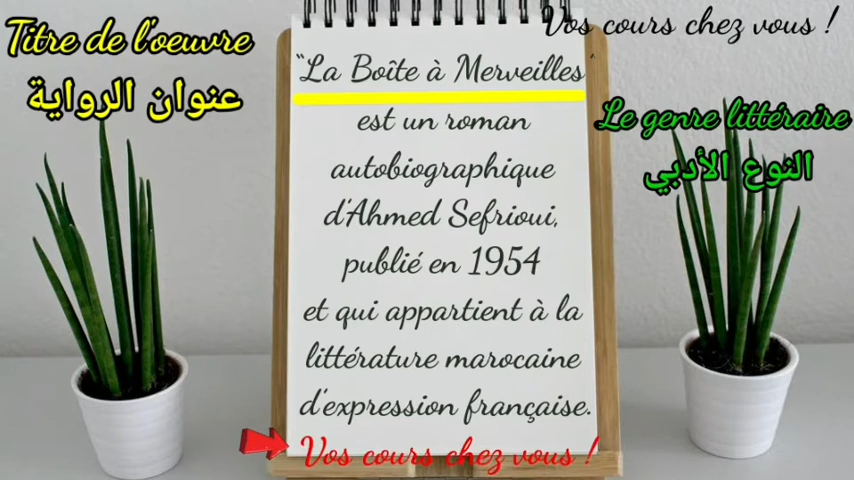 Vos cours chez vous !
Titre de l'oeuvre
عنوان الرواية
"La Boîte à Merveilles"
est un roman
autobiographique
d'Ahmed Sefrioui,
publié en 1954
et qui appartient à la
littérature marocaine
d'expression française.
Le genre littéraire
النوع الأدبي
Vos cours chez vous !